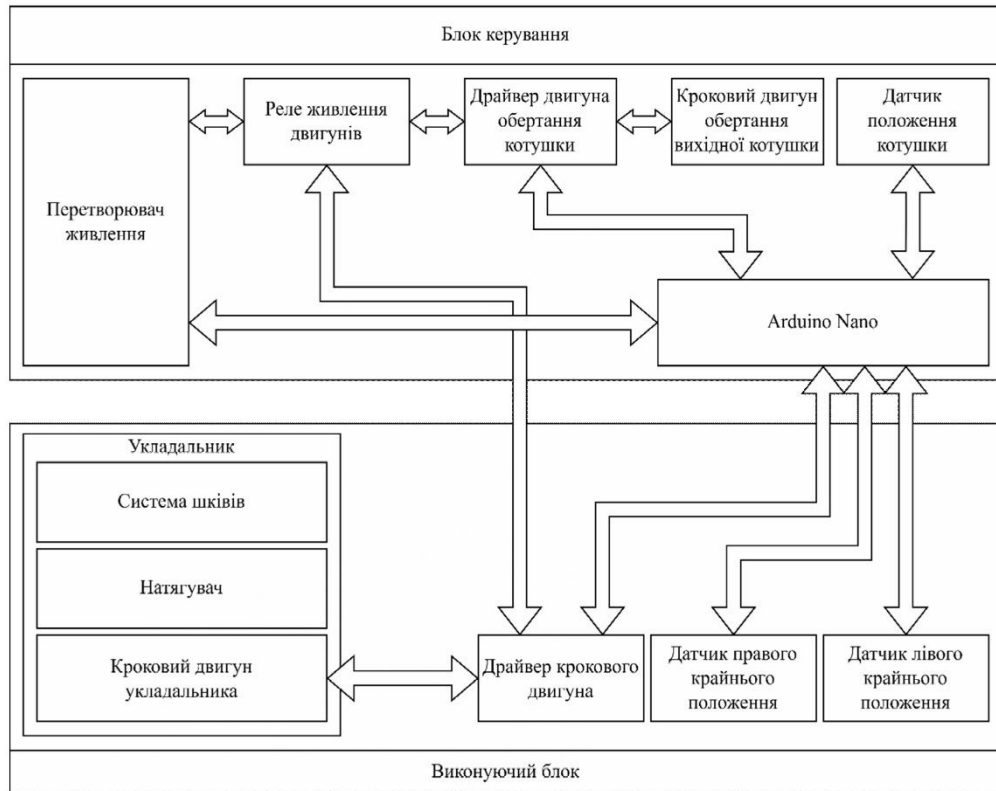 Блок керування
Реле живлення
двигунів
Драйвер двигуна
обертання
котушки
Кроковий двигун
обертання
вихідної котушки
Датчик
положення
котушки
Перетворювач
живлення
Arduino Nano
Укладальник
Система шківів
Натягувач
Кроковий двигун
укладальника
Драйвер крокового
двигуна
Датчик правого
крайнього
положення
Датчик лівого
крайнього
положення
Виконуючий блок